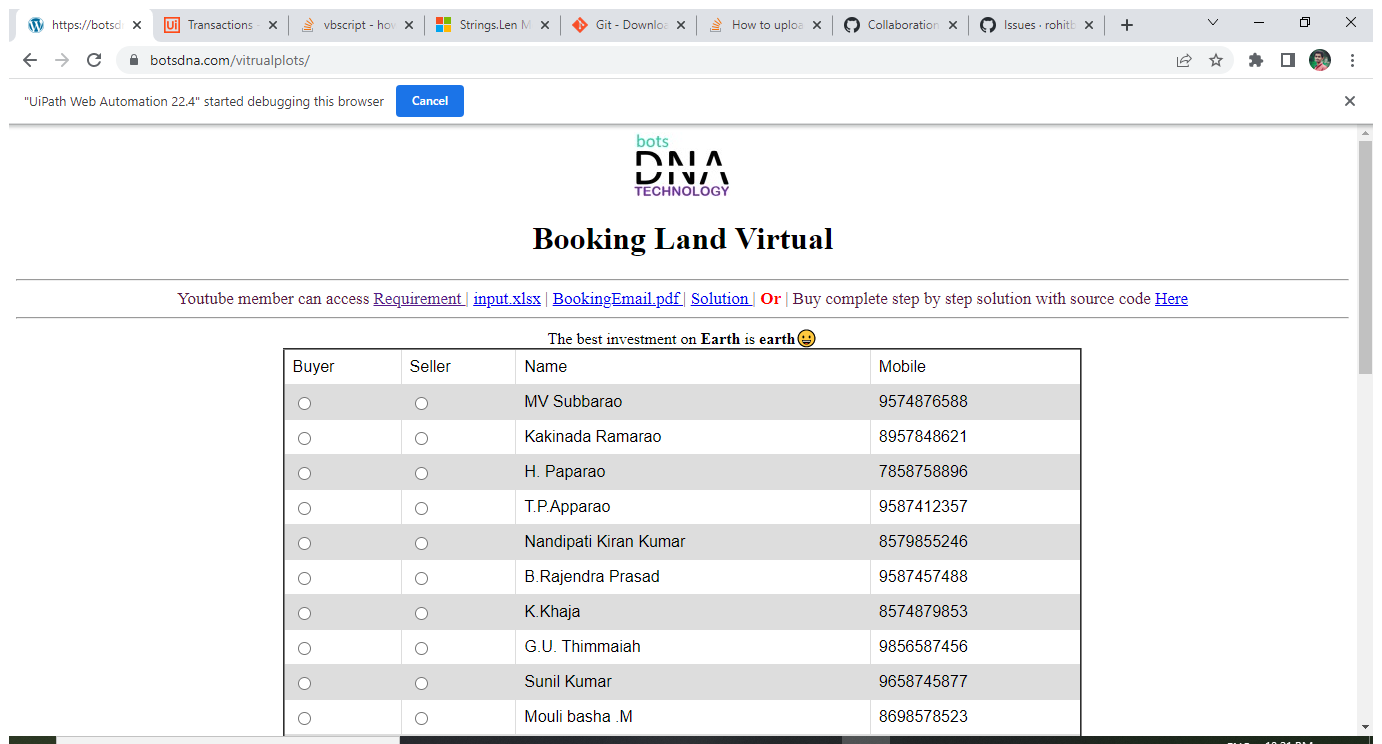 https://botsd
Transactions -
vbscript - how
Strings.Len M
Git - Downloa
How to uploa
Collaboration
Issues · rohitb
botsdna.com/vitrualplots/
"UiPath Web Automation 22.4" started debugging this browser Cancel
bots
DNA
TECHNOLOGY
Booking Land Virtual
Youtube member can access Requirement | input.xlsx | BookingEmail.pdf | Solution | Or | Buy complete step by step solution with source code Here
The best investment on Earth is earth😀
Buyer Seller Name Mobile
MV Subbarao 9574876588
Kakinada Ramarao 8957848621
H. Paparao 7858758896
T.P.Apparao 9587412357
Nandipati Kiran Kumar 8579855246
B.Rajendra Prasad 9587457488
K.Khaja 8574879853
G.U. Thimmaiah 9856587456
Sunil Kumar 9658745877
Mouli basha .M 8698578523